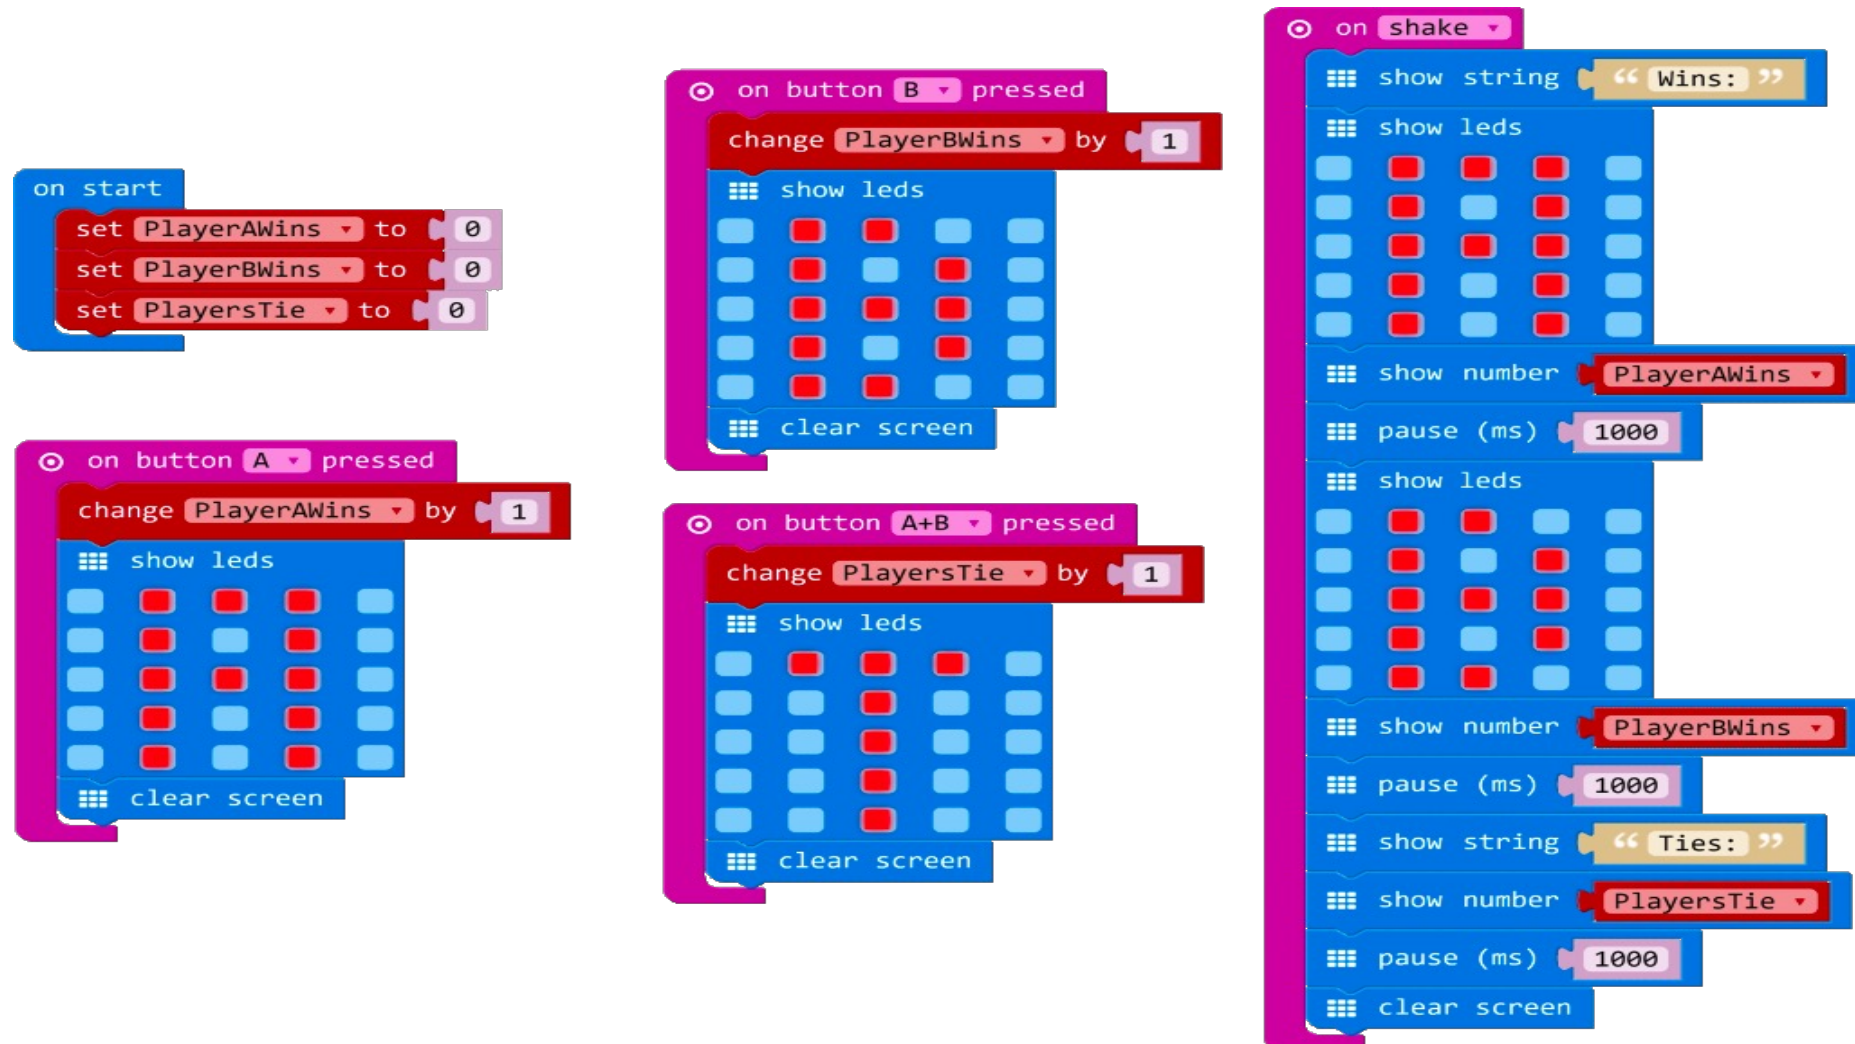 on start
set PlayerAWins to 0
set PlayerBWins to 0
set PlayersTie to 0
on button A pressed
change PlayerAWins by 1
show leds
clear screen
on button B pressed
change PlayerBWins by 1
show leds
clear screen
on button A+B pressed
change PlayersTie by 1
show leds
clear screen
on shake
show string “ Wins: ”
show leds
show number PlayerAWins
pause (ms) 1000
show leds
show number PlayerBWins
pause (ms) 1000
show string “ Ties: ”
show number PlayersTie
pause (ms) 1000
clear screen